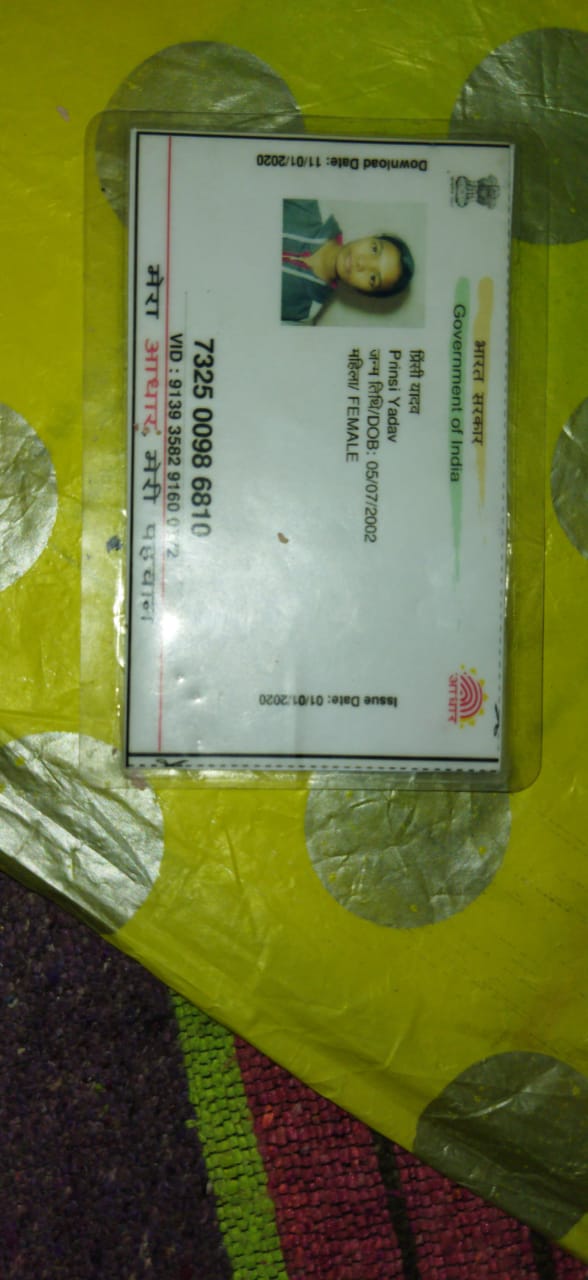 भारत सरकार
Government of India
Download Date: 11/01/2020
Issue Date: 01/01/2020
प्रिंसी यादव
Prinsi Yadav
जन्म तिथि/DOB: 05/07/2002
महिला/ FEMALE
7325 0098 6810
VID : 9139 3582 9160
मेरा आधार, मेरी पहचान
आधार